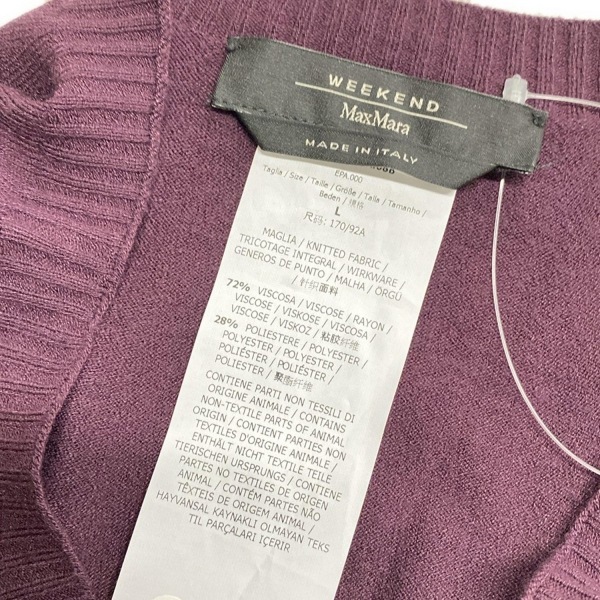 WEEKEND
MaxMara
MADE IN ITALY
EPA.000
Taglia / Size / Taille / Größe / Talla / Tamanho /
Beden / 规格
L
尺码: 170/92A
MAGLIA / KNITTED FABRIC /
TRICOTAGE INTEGRAL / WIRKWARE /
GENEROS DE PUNTO / MALHA / ÖRGÜ
/ 针织面料
72% VISCOSA / VISCOSE / RAYON /
VISCOSE / VISKOSE / VISCOSA /
VISCOSE / VISKOZ / 粘胶纤维
28% POLIESTERE / POLYESTER /
POLYESTER / POLYESTER /
POLIÉSTER / POLIÉSTER /
POLIESTER / 聚酯纤维
CONTIENE PARTI NON TESSILI DI
ORIGINE ANIMALE / CONTAINS
NON-TEXTILE PARTS OF ANIMAL
ORIGIN / CONTIENT PARTIES NON
TEXTILES D'ORIGINE ANIMALE /
ENTHÄLT NICHT TEXTILE TEILE
TIERISCHEN URSPRUNGS / CONTIENE
PARTES NO TEXTILES DE ORIGEN
ANIMAL / CONTÉM PARTES NÃO
TÊXTEIS DE ORIGEM ANIMAL /
HAYVANSAL KAYNAKLI OLMAYAN TEKS
TIL PARÇALARI İÇERİR